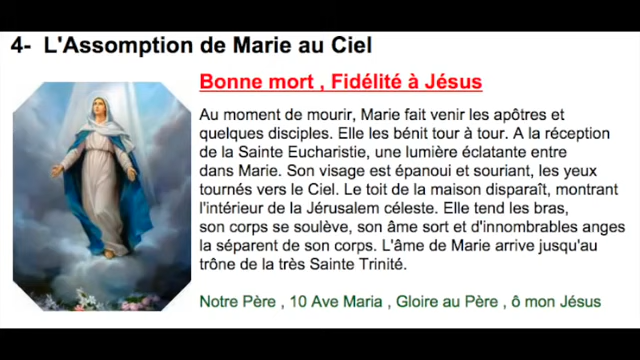 4- L'Assomption de Marie au Ciel
Bonne mort , Fidélité à Jésus
Au moment de mourir, Marie fait venir les apôtres et
quelques disciples. Elle les bénit tour à tour. A la réception
de la Sainte Eucharistie, une lumière éclatante entre
dans Marie. Son visage est épanoui et souriant, les yeux
tournés vers le Ciel. Le toit de la maison disparaît, montrant
l'intérieur de la Jérusalem céleste. Elle tend les bras,
son corps se soulève, son âme sort et d'innombrables anges
la séparent de son corps. L'âme de Marie arrive jusqu'au
trône de la très Sainte Trinité.
Notre Père , 10 Ave Maria , Gloire au Père , ô mon Jésus